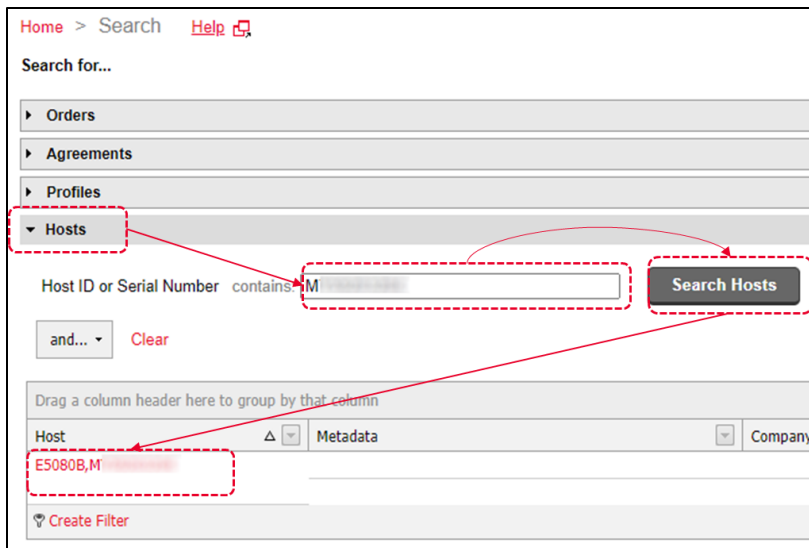 Home > Search Help
Search for...
Orders
Agreements
Profiles
Hosts
Host ID or Serial Number contains: M
Search Hosts
and...
Clear
Drag a column header here to group by that column
Host Metadata Company
E5080B,M
Create Filter